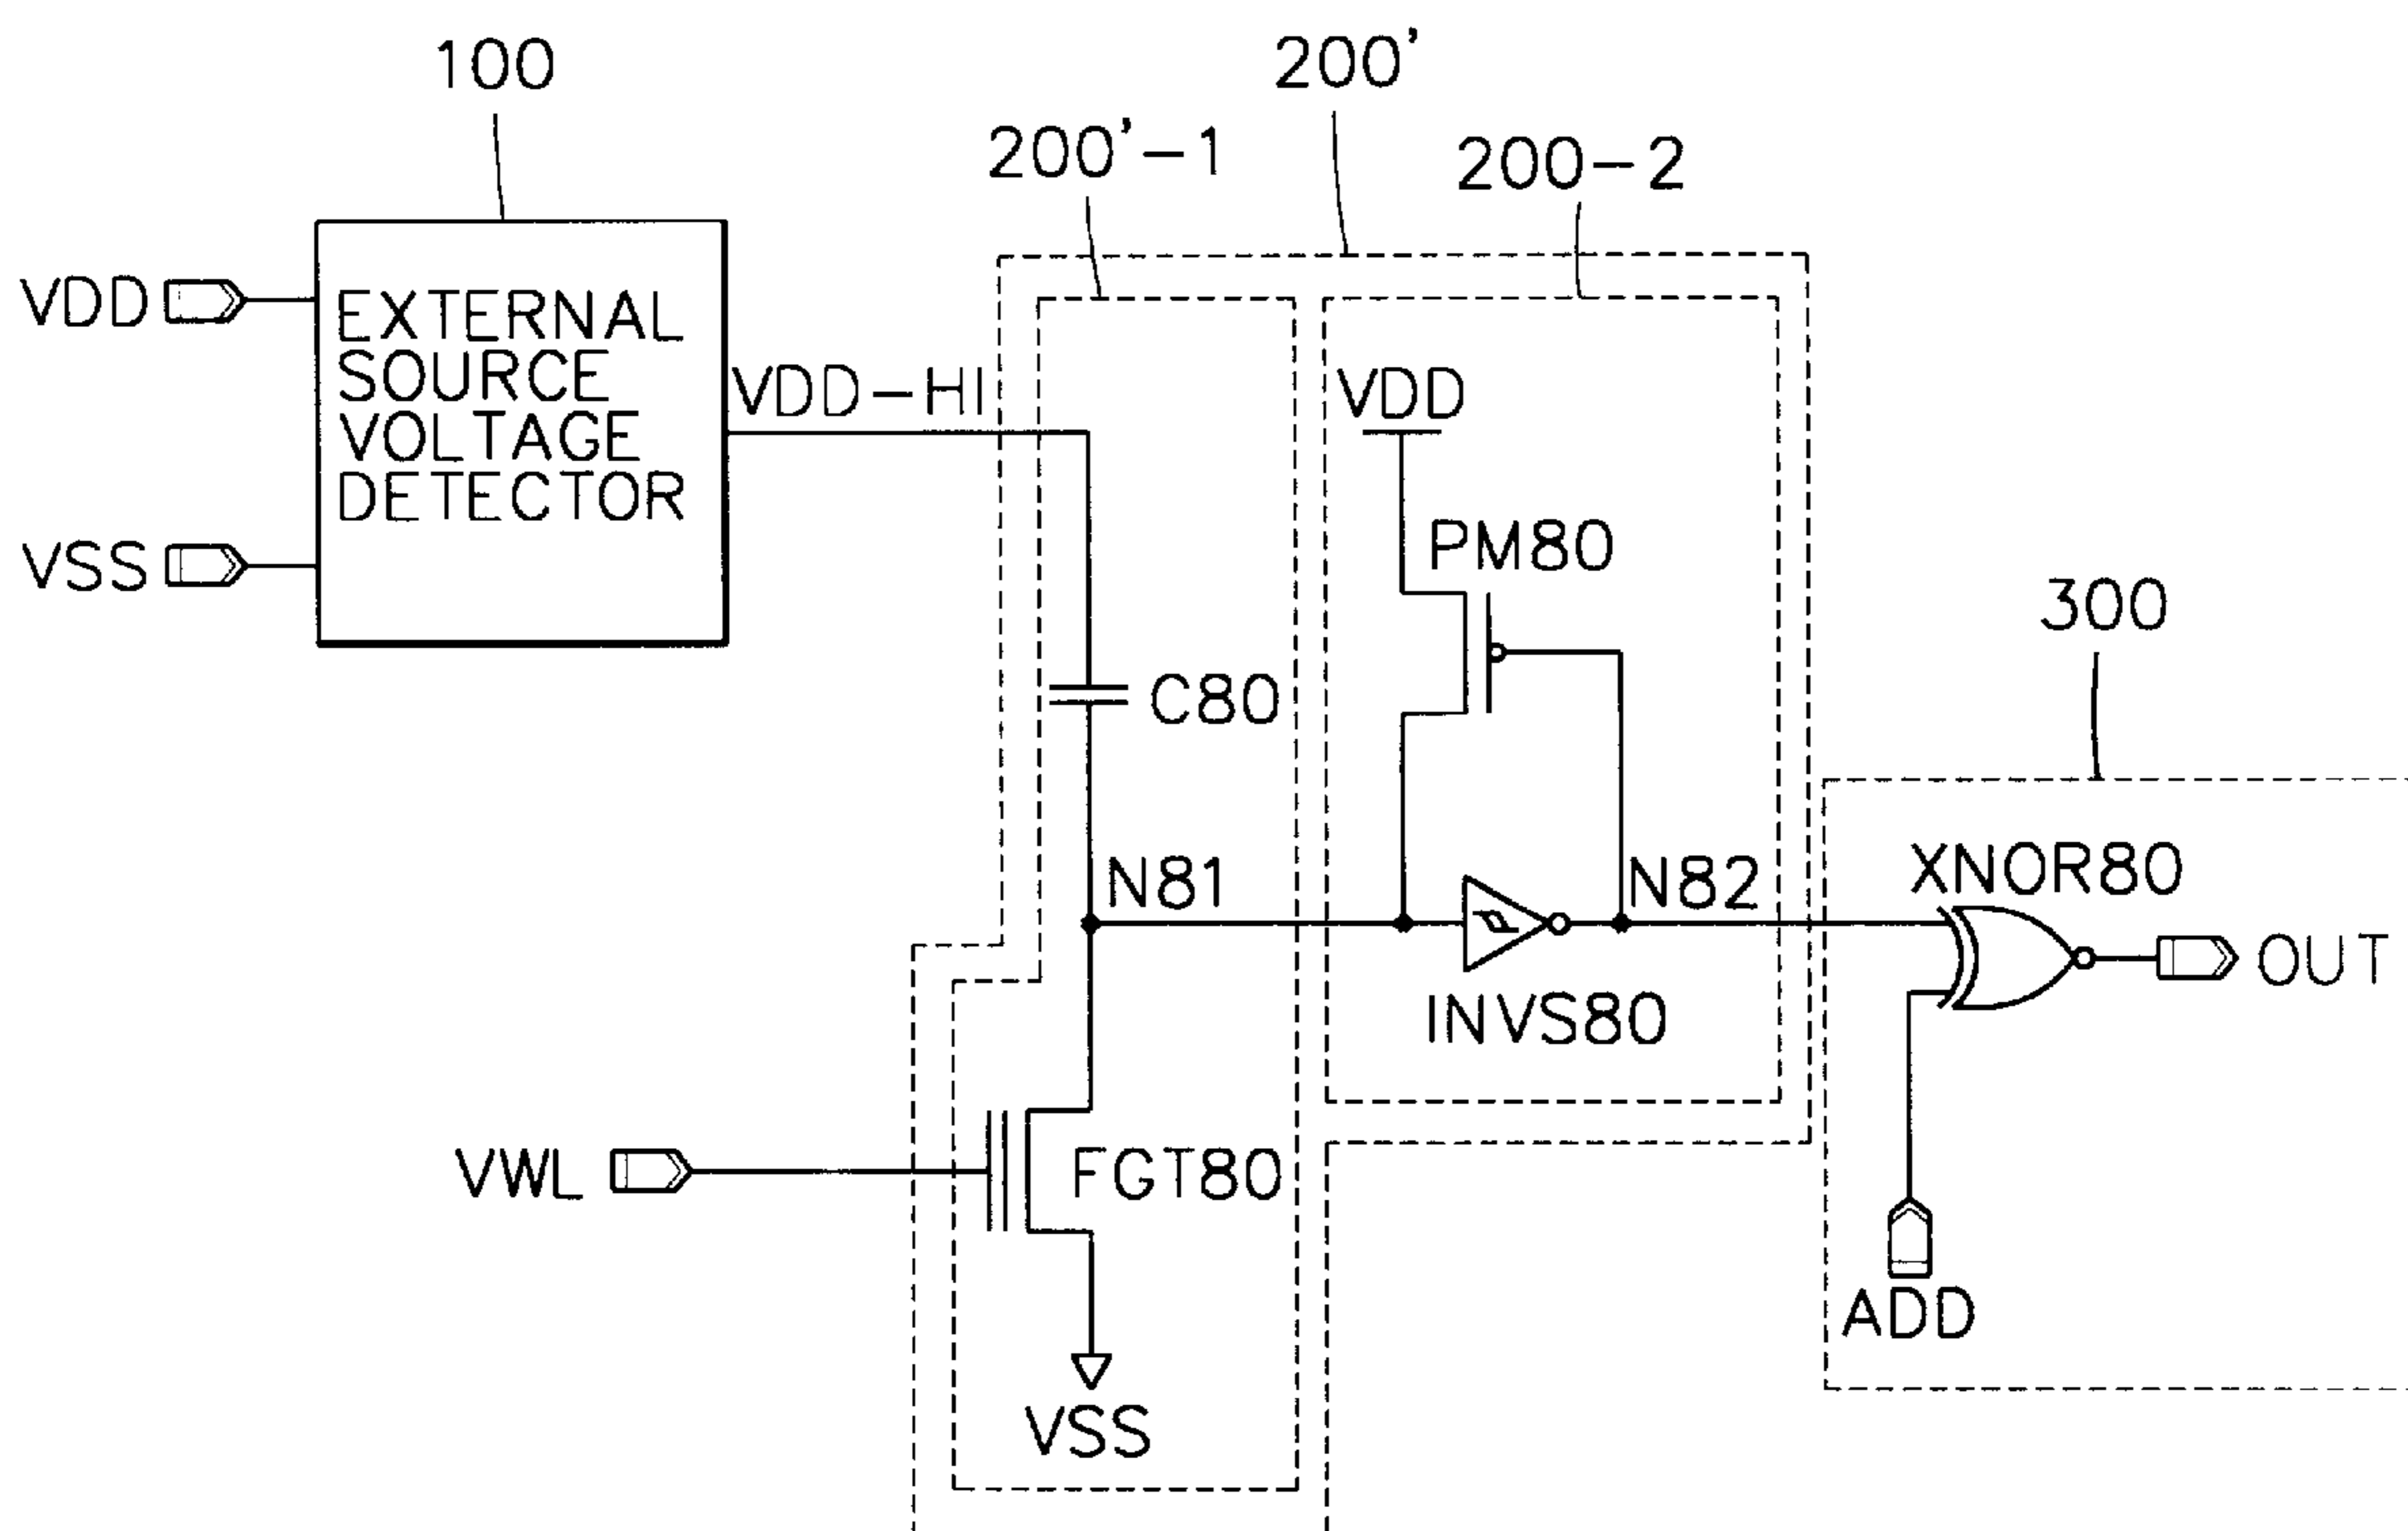 100
200'
200'-1
200-2
VDD
EXTERNAL
SOURCE
VOLTAGE
DETECTOR
VDD-HI
VDD
VSS
PM80
300
C80
N81
N82
XNOR80
INVS80
OUT
VWL
FGT80
ADD
VSS